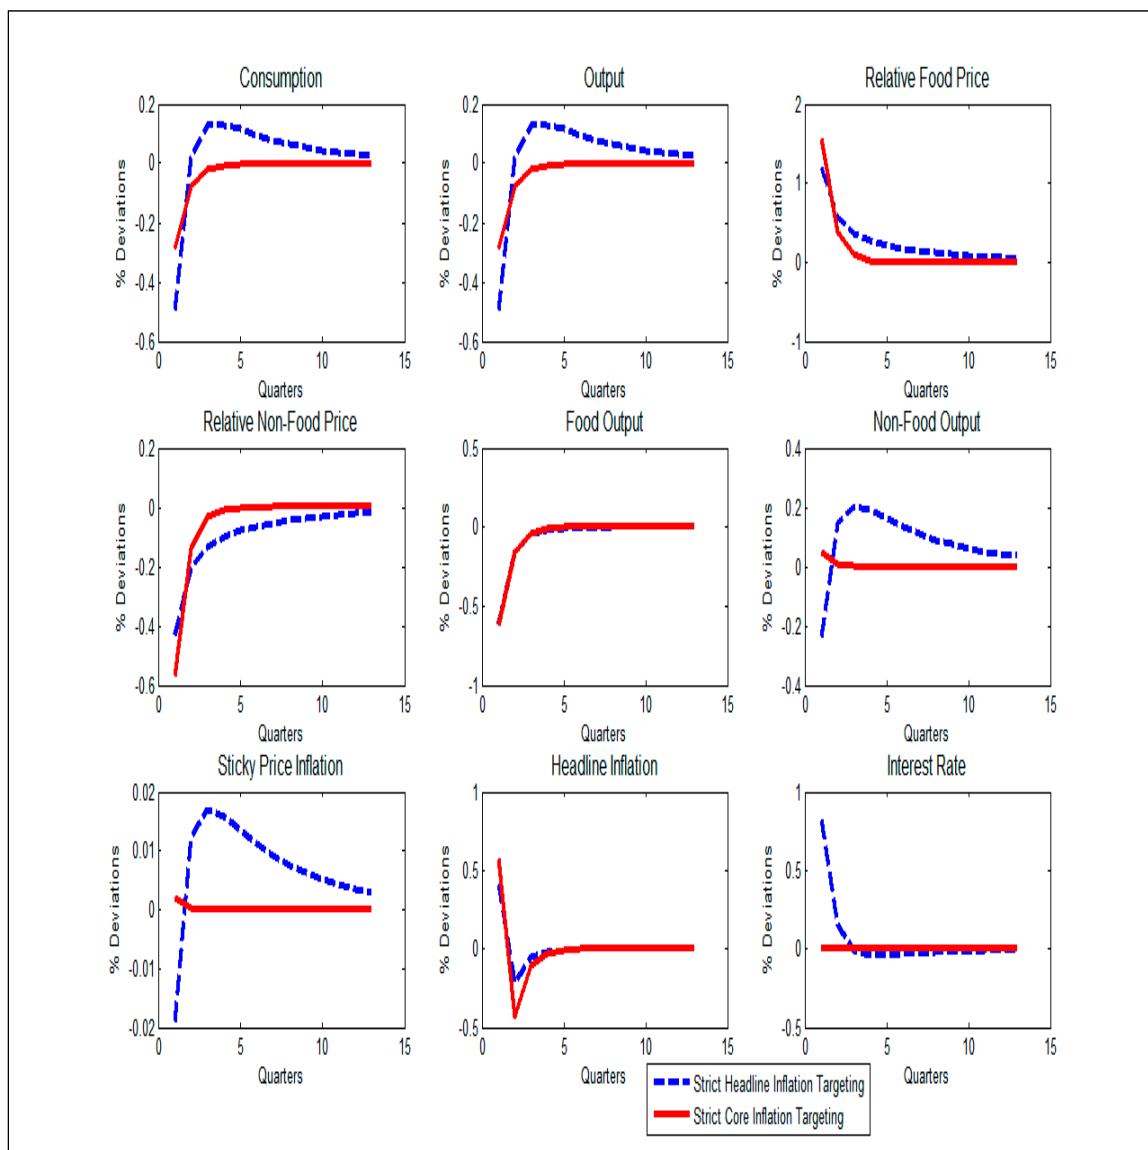 Consumption
0.2
0
-0.2
-0.4
-0.6
% Deviations
0 5 10 15
Quarters
Output
0.2
0
-0.2
-0.4
-0.6
% Deviations
0 5 10 15
Quarters
Relative Food Price
2
1
0
-1
% Deviations
0 5 10 15
Quarters
Relative Non-Food Price
0.2
0
-0.2
-0.4
-0.6
% Deviations
0 5 10 15
Quarters
Food Output
0.5
0
-0.5
-1
% Deviations
0 5 10 15
Quarters
Non-Food Output
0.4
0.2
0
-0.2
-0.4
% Deviations
0 5 10 15
Quarters
Sticky Price Inflation
0.02
0.01
0
-0.01
-0.02
% Deviations
0 5 10 15
Quarters
Headline Inflation
1
0.5
0
-0.5
% Deviations
0 5 10 15
Quarters
Interest Rate
1
0.5
0
-0.5
% Deviations
0 5 10 15
Quarters
Strict Headline Inflation Targeting
Strict Core Inflation Targeting